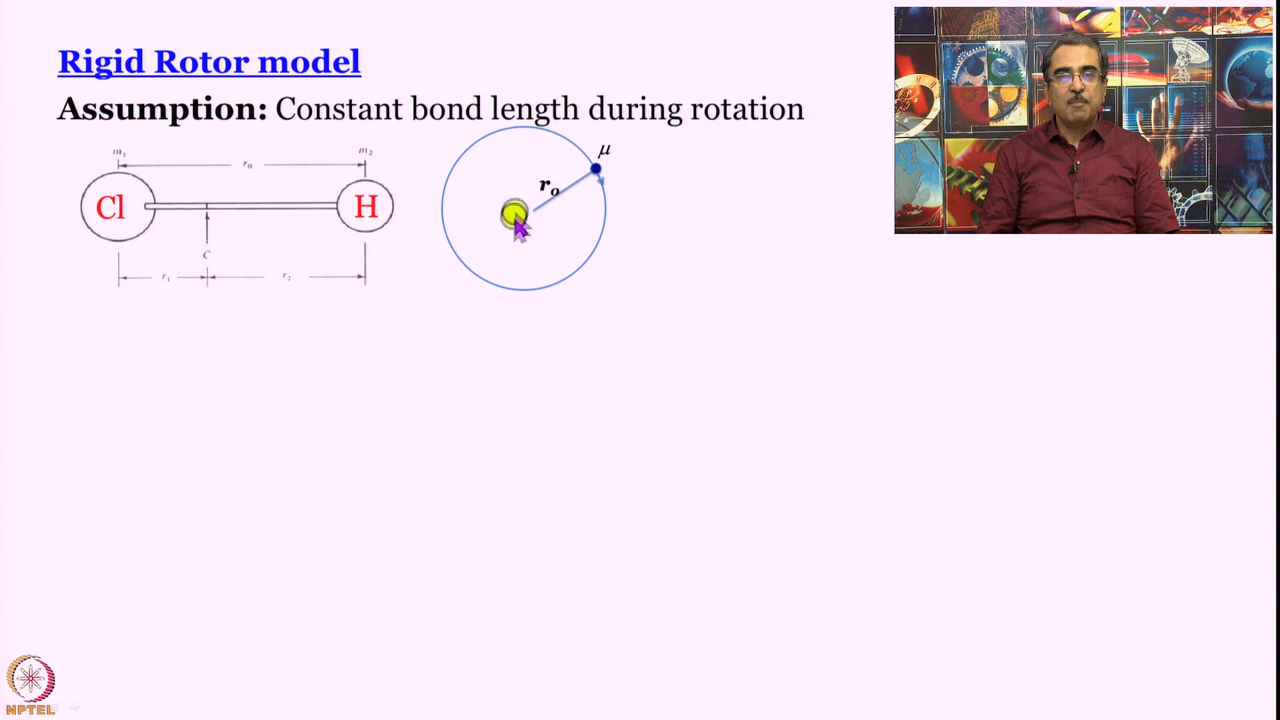 Rigid Rotor model
Assumption: Constant bond length during rotation
m₁ m₂
r₀
Cl H
C
r₁ r₂
μ
rₒ
NPTEL